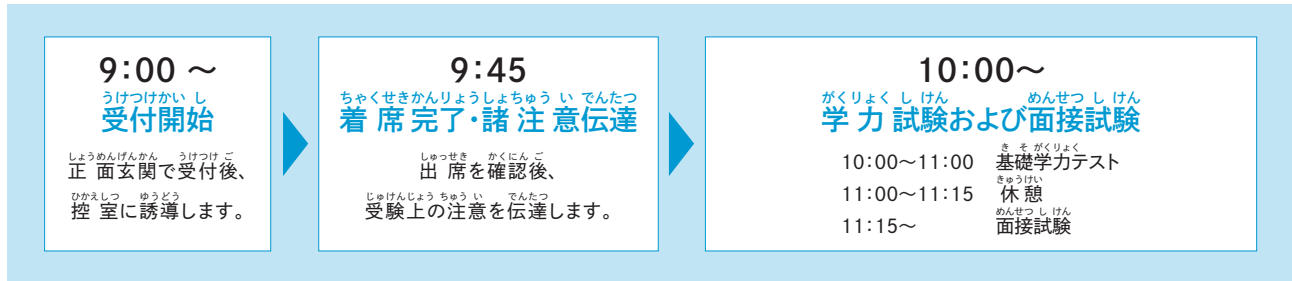 9:00 ～
うけつけかいし
受付開始
しょうめんげんかん うけつけご
正面玄関で受付後、
ひかえしつ ゆうどう
控室に誘導します。
9:45
ちゃくせきかんりょうしょちゅういでんたつ
着席完了・諸注意伝達
しゅっせき かくにんご
出席を確認後、
じゅけんじょうちゅうい でんたつ
受験上の注意を伝達します。
10:00～
がくりょくしけん めんせつしけん
学力試験および面接試験
きそがくりょく
10:00～11:00 基礎学力テスト
きゅうけい
11:00～11:15 休憩
めんせつしけん
11:15～ 面接試験